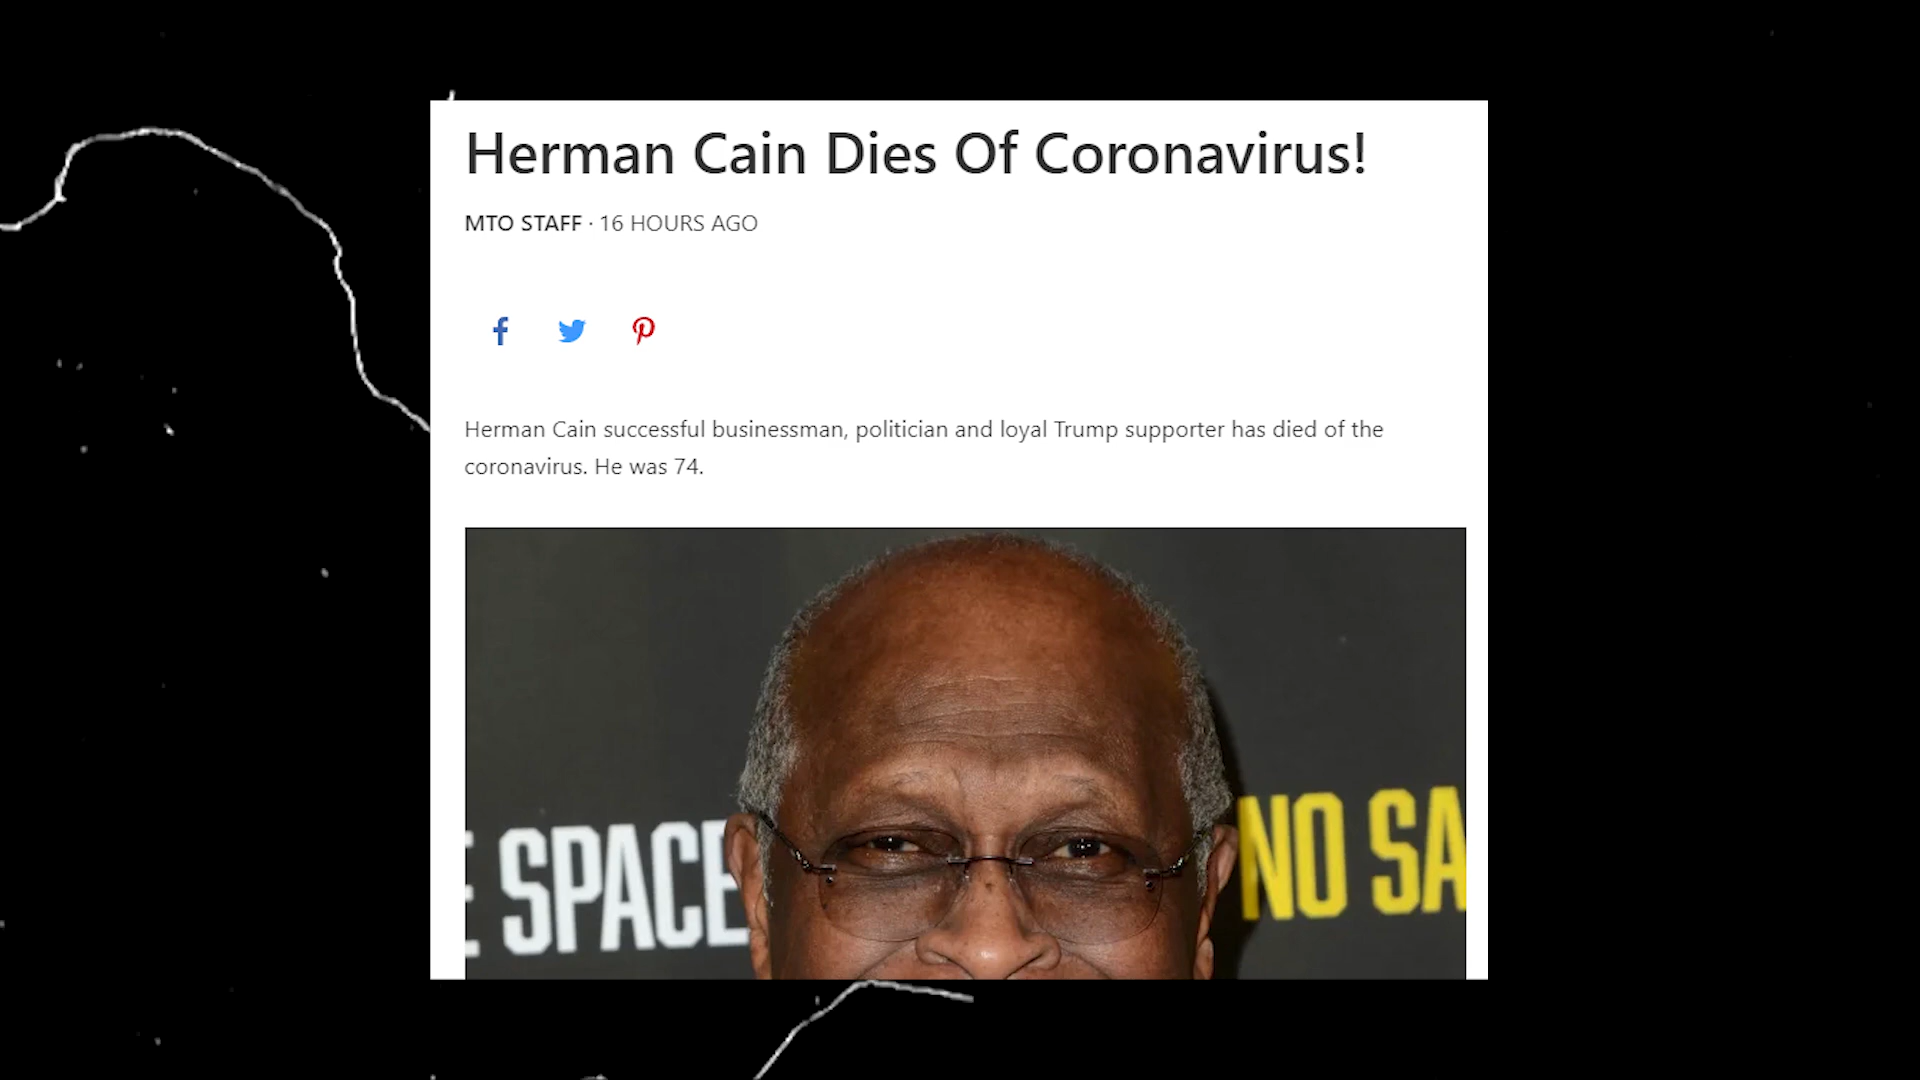 Herman Cain Dies Of Coronavirus!
MTO STAFF · 16 HOURS AGO
Herman Cain successful businessman, politician and loyal Trump supporter has died of the
coronavirus. He was 74.
E SPACE
NO SA